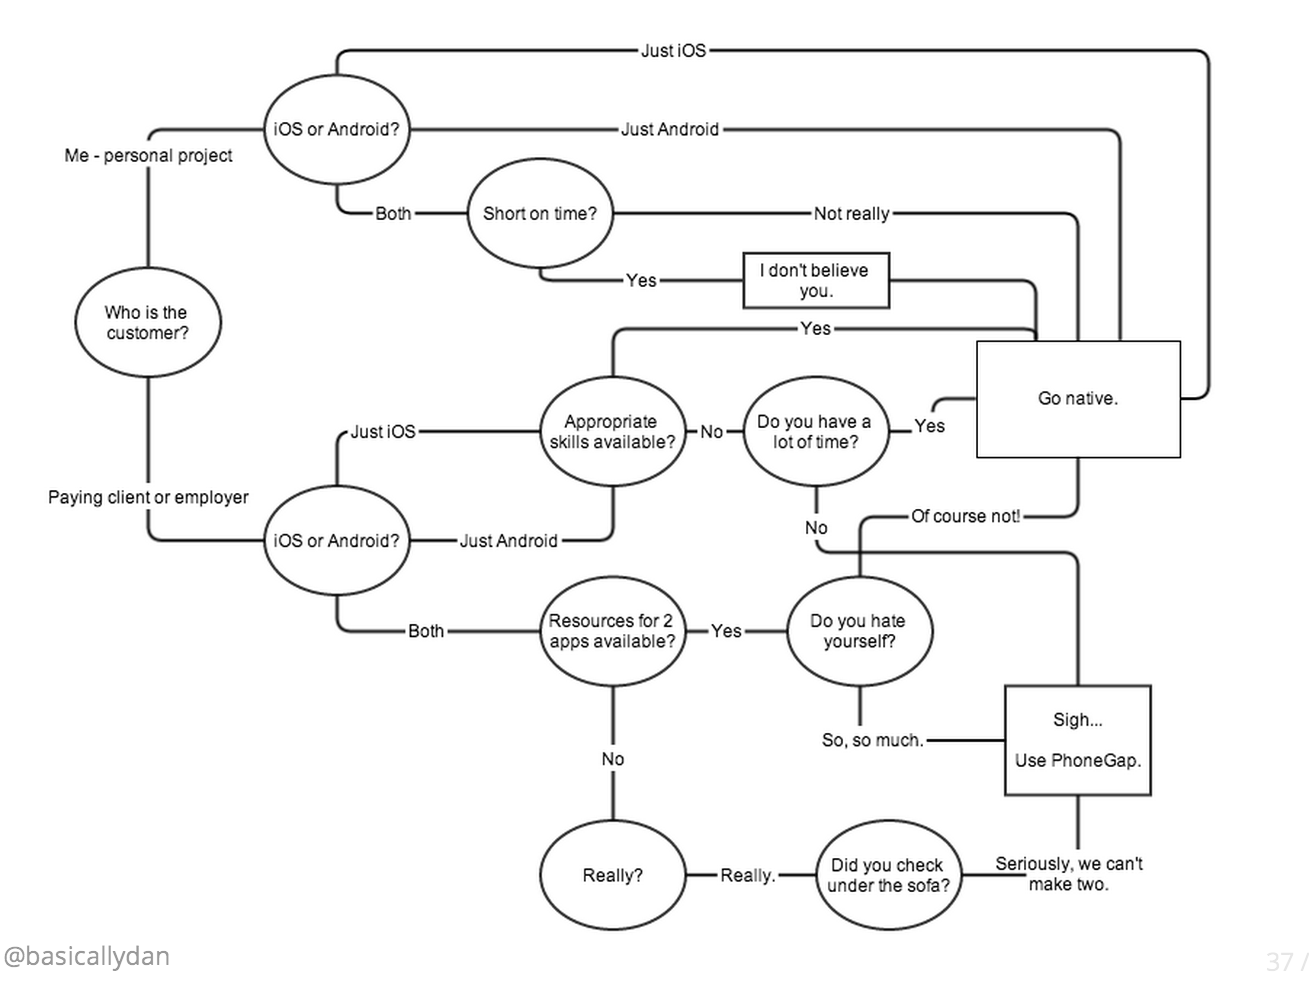 Just iOS
iOS or Android?
Just Android
Me - personal project
Both
Short on time?
Not really
Yes
I don't believe
you.
Who is the
customer?
Yes
Go native.
Appropriate
skills available?
Just iOS
No
Do you have a
lot of time?
Yes
Paying client or employer
iOS or Android?
Just Android
No
Of course not!
Both
Resources for 2
apps available?
Yes
Do you hate
yourself?
So, so much.
Sigh...
Use PhoneGap.
No
Really?
Really.
Did you check
under the sofa?
Seriously, we can't
make two.
@basicallydan
37 /